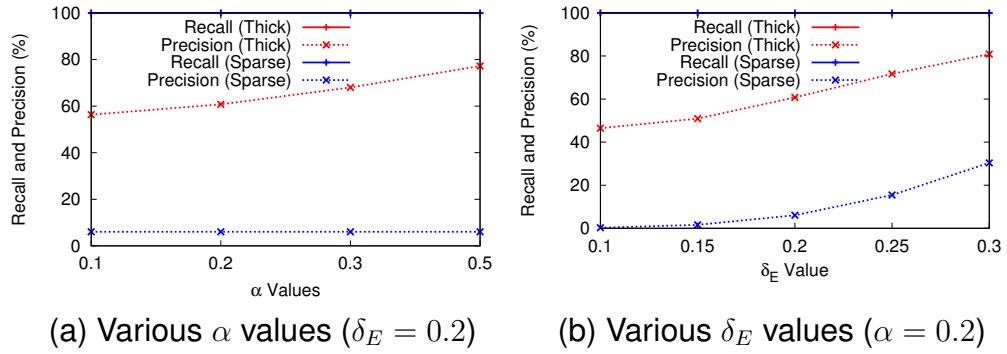 Recall and Precision (%)
100
80
60
40
20
0
Recall (Thick)
Precision (Thick)
Recall (Sparse)
Precision (Sparse)
0.1 0.2 0.3 0.5
α Values
(a) Various α values (δ_E = 0.2)
Recall and Precision (%)
100
80
60
40
20
0
Recall (Thick)
Precision (Thick)
Recall (Sparse)
Precision (Sparse)
0.1 0.15 0.2 0.25 0.3
δ_E Value
(b) Various δ_E values (α = 0.2)